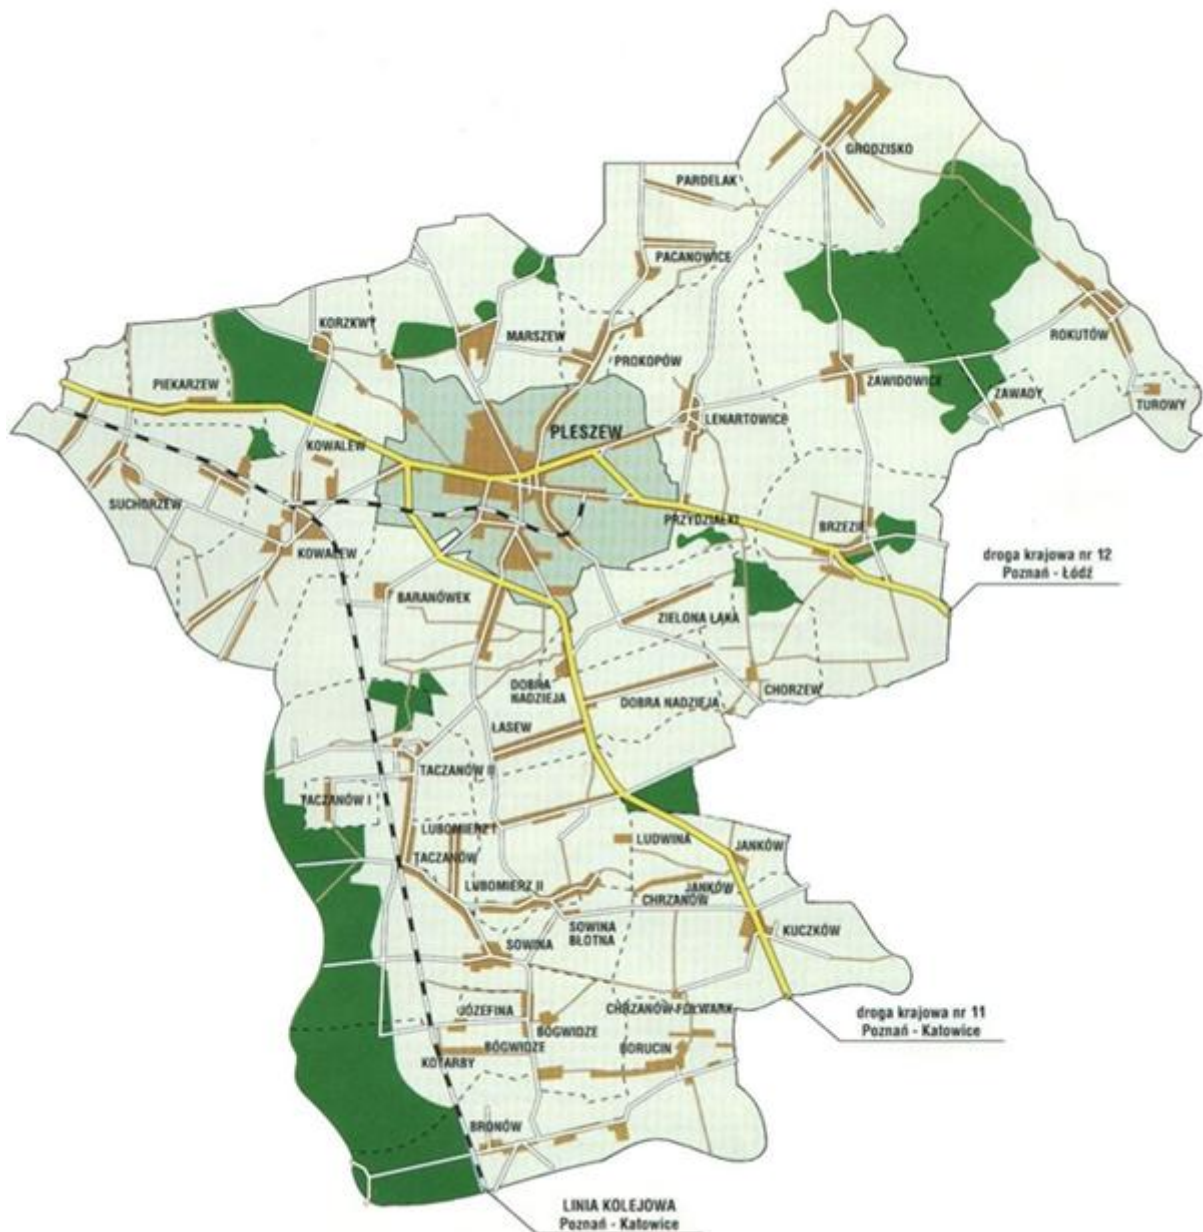 GRODZISKO
PARDELAK
PACANOWICE
ROKUTÓW
KORZKWY
MARSZEW
PROKOPÓW
PIEKARZEW
ZAWIDOWICE
ZAWADY
TUROWY
LENARTOWICE
PLESZEW
KOWALEW
SUCHORZEW
PRZYDZIAŁKI
BRZEZIE
KOWALEW
droga krajowa nr 12
Poznań - Łódź
BARANÓWEK
ZIELONA ŁĄKA
DOBRA
NADZIEJA
CHORZEW
DOBRA NADZIEJA
ŁASEW
TACZANÓW II
TACZANÓW I
LUBOMIERZ I
LUDWINA
JANKÓW
TACZANÓW
LUBOMIERZ II
JANKÓW
CHRZANÓW
SOWINA
BŁOTNA
KUCZKÓW
SOWINA
JÓZEFINA
CHRZANÓW-FOLWARK
droga krajowa nr 11
Poznań - Katowice
BÓGWIDZE
BÓGWIDZE
BORUCIN
KOTARBY
BRONÓW
LINIA KOLEJOWA
Poznań - Katowice